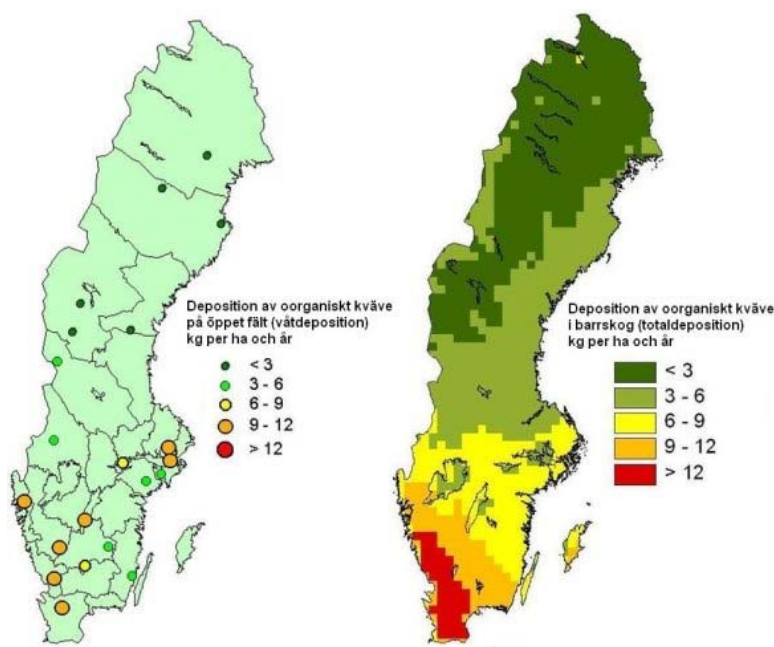 Deposition av oorganiskt kväve
på öppet fält (våtdeposition)
kg per ha och år
< 3
3 - 6
6 - 9
9 - 12
> 12
Deposition av oorganiskt kväve
i barrskog (totaldeposition)
kg per ha och år
< 3
3 - 6
6 - 9
9 - 12
> 12